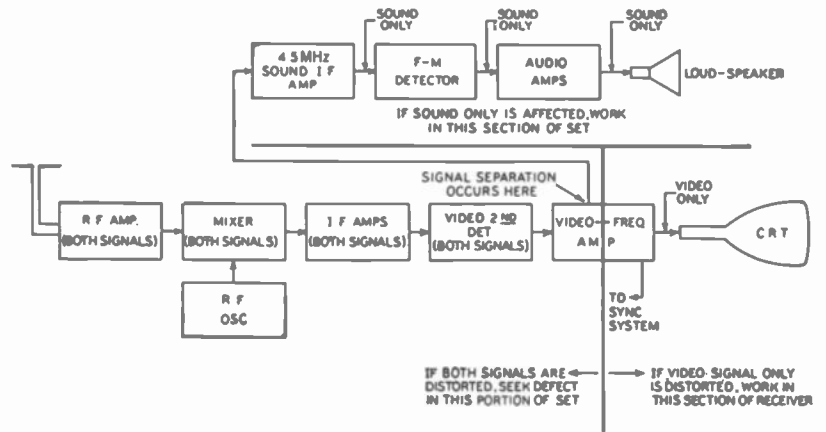 SOUND
ONLY
SOUND
ONLY
SOUND
ONLY
4 5 MHz
SOUND I F
AMP
F-M
DETECTOR
AUDIO
AMPS
LOUD-SPEAKER
IF SOUND ONLY IS AFFECTED, WORK
IN THIS SECTION OF SET
SIGNAL SEPARATION
OCCURS HERE
VIDEO
ONLY
R F AMP.
(BOTH SIGNALS)
MIXER
(BOTH SIGNALS)
I F AMPS
(BOTH SIGNALS)
VIDEO 2ND
DET
(BOTH SIGNALS)
VIDEO-FREQ
AMP
CRT
R F
OSC
TO
SYNC
SYSTEM
IF BOTH SIGNALS ARE
DISTORTED, SEEK DEFECT
IN THIS PORTION OF SET
IF VIDEO SIGNAL ONLY
IS DISTORTED, WORK IN
THIS SECTION OF RECEIVER